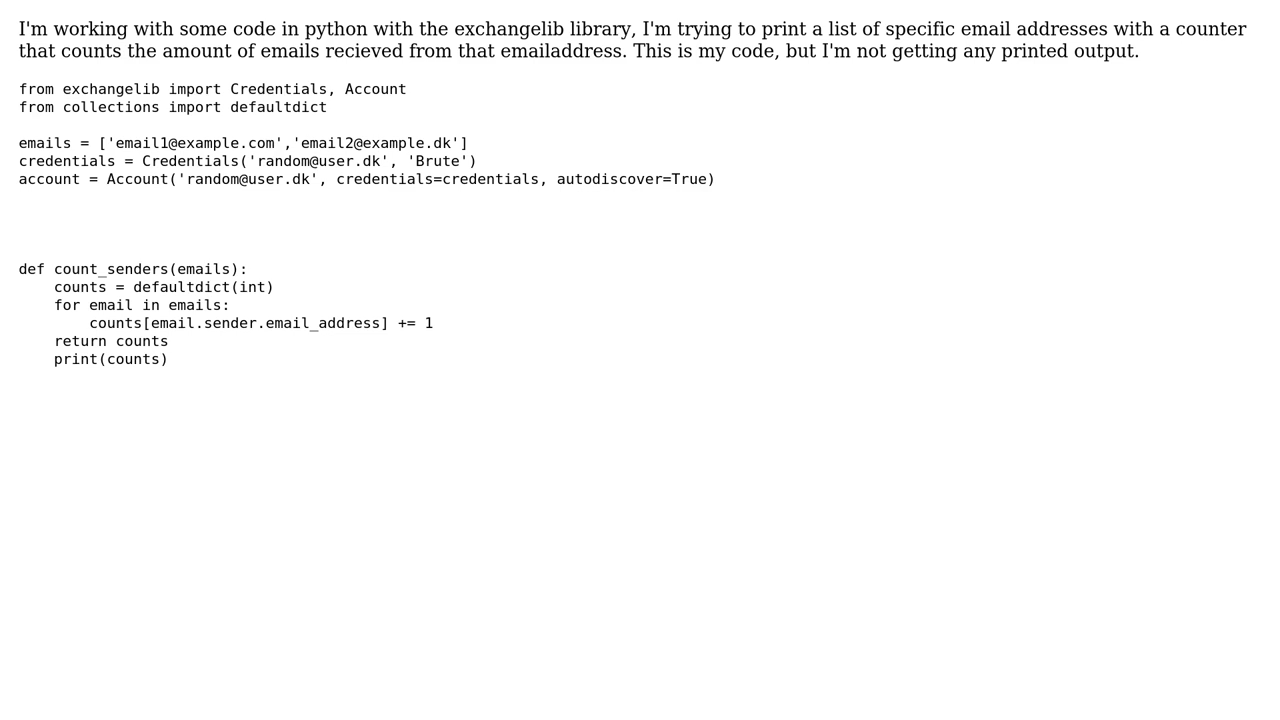 I'm working with some code in python with the exchangelib library, I'm trying to print a list of specific email addresses with a counter
that counts the amount of emails recieved from that emailaddress. This is my code, but I'm not getting any printed output.
from exchangelib import Credentials, Account
from collections import defaultdict
emails = ['email1@example.com','email2@example.dk']
credentials = Credentials('random@user.dk', 'Brute')
account = Account('random@user.dk', credentials=credentials, autodiscover=True)
def count_senders(emails):
    counts = defaultdict(int)
    for email in emails:
        counts[email.sender.email_address] += 1
    return counts
    print(counts)